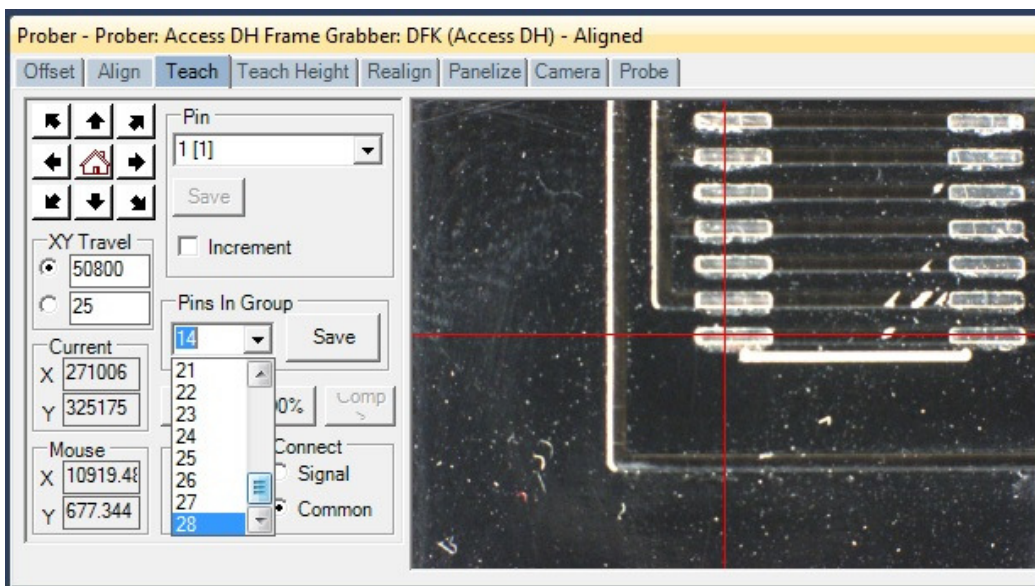 Prober - Prober: Access DH Frame Grabber: DFK (Access DH) - Aligned
Offset Align Teach Teach Height Realign Panelize Camera Probe
Pin
1 [1]
Save
Increment
XY Travel
50800
25
Pins In Group
14
Save
21
22
23
24
25
26
27
28
Current
X 271006
Y 325175
0%
Comp
Mouse
X 10919.48
Y 677.344
Connect
Signal
Common